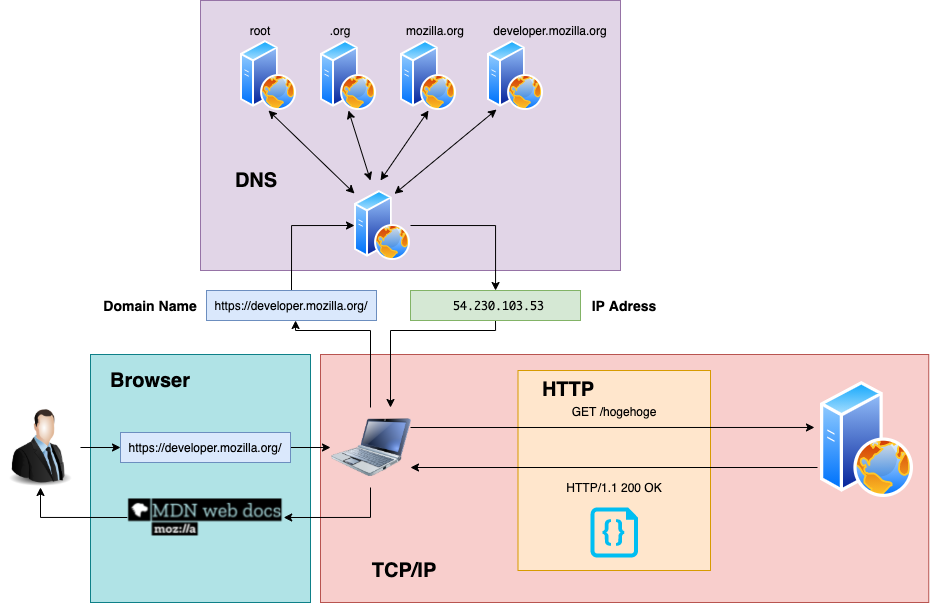 root
.org
mozilla.org
developer.mozilla.org
DNS
Domain Name
https://developer.mozilla.org/
54.230.103.53
IP Adress
Browser
HTTP
GET /hogehoge
https://developer.mozilla.org/
HTTP/1.1 200 OK
MDN web docs
moz://a
{}
TCP/IP